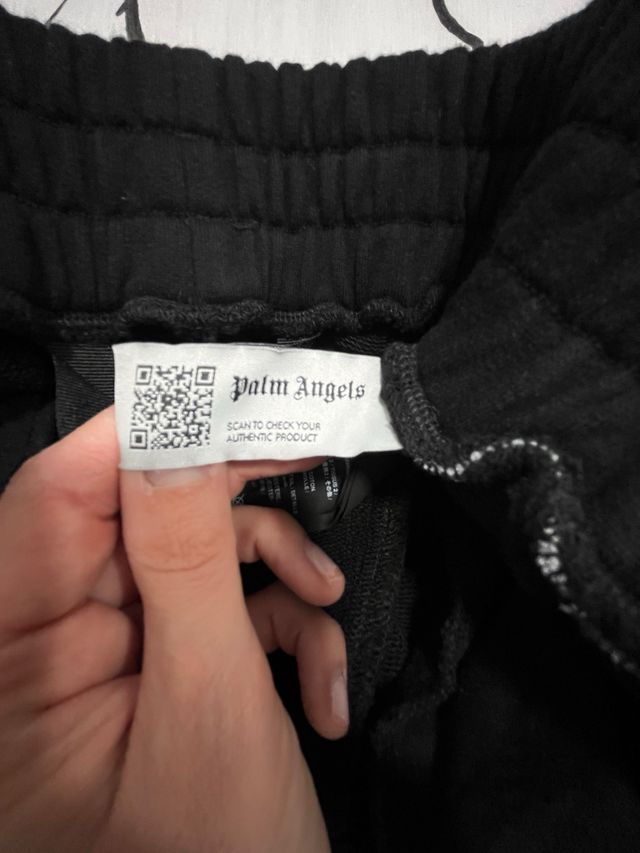 Palm Angels
SCAN TO CHECK YOUR
AUTHENTIC PRODUCT